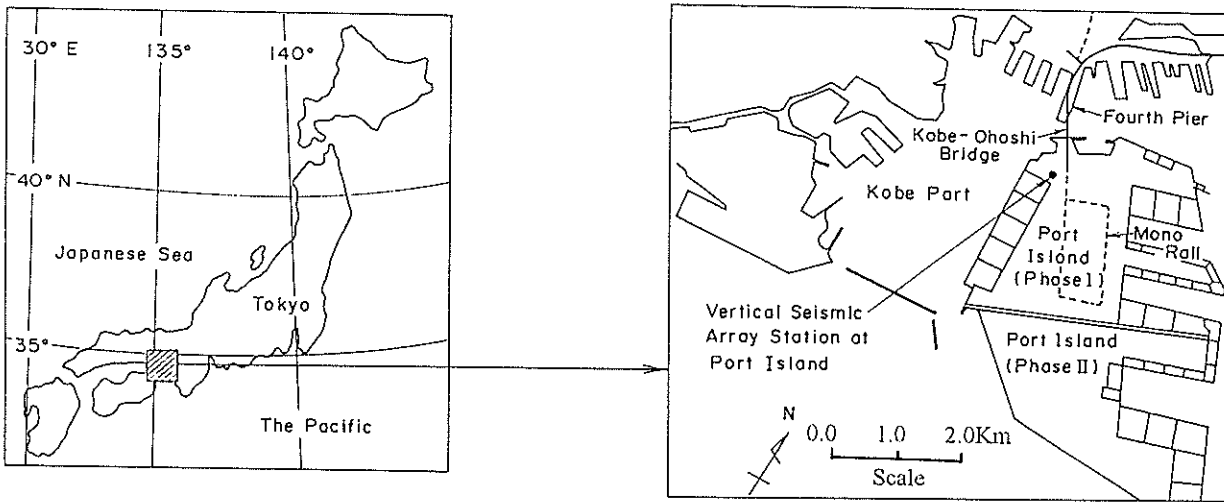 30° E 135° 140°
40° N
Japanese Sea
Tokyo
35°
The Pacific
Fourth Pier
Kobe-Ohoshi
Bridge
Kobe Part
Port
Island
(Phase I)
Mono
Rall
Vertical Seismic
Array Station at
Port Island
Port Island
(Phase II)
N
0.0 1.0 2.0Km
Scale